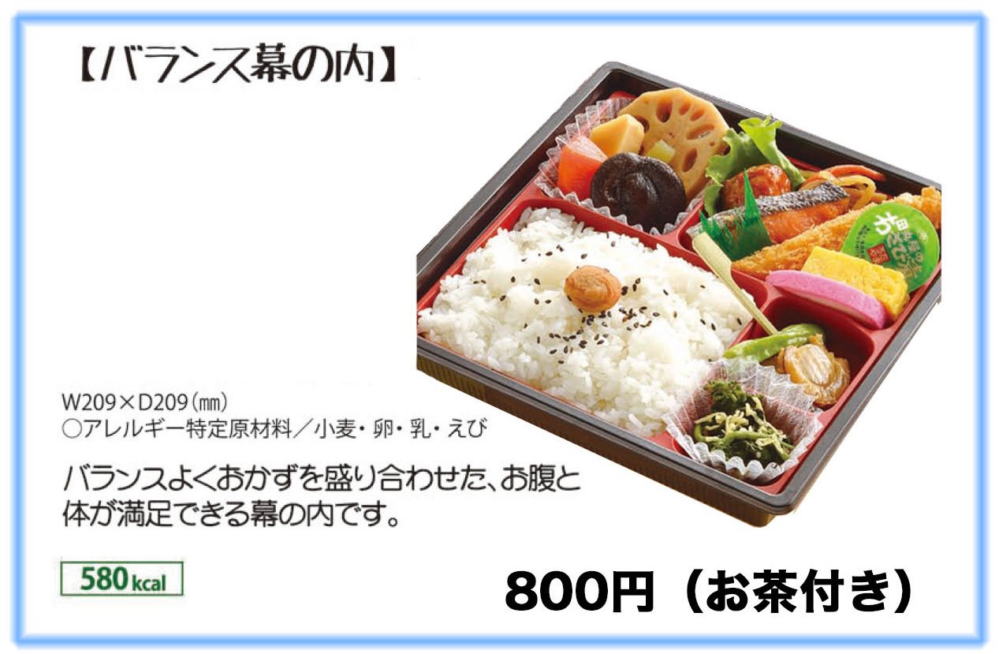 【バランス幕の内】
わさび
W209×D209(㎜)
○アレルギー特定原材料／小麦・卵・乳・えび
バランスよくおかずを盛り合わせた、お腹と
体が満足できる幕の内です。
580kcal
800円（お茶付き）